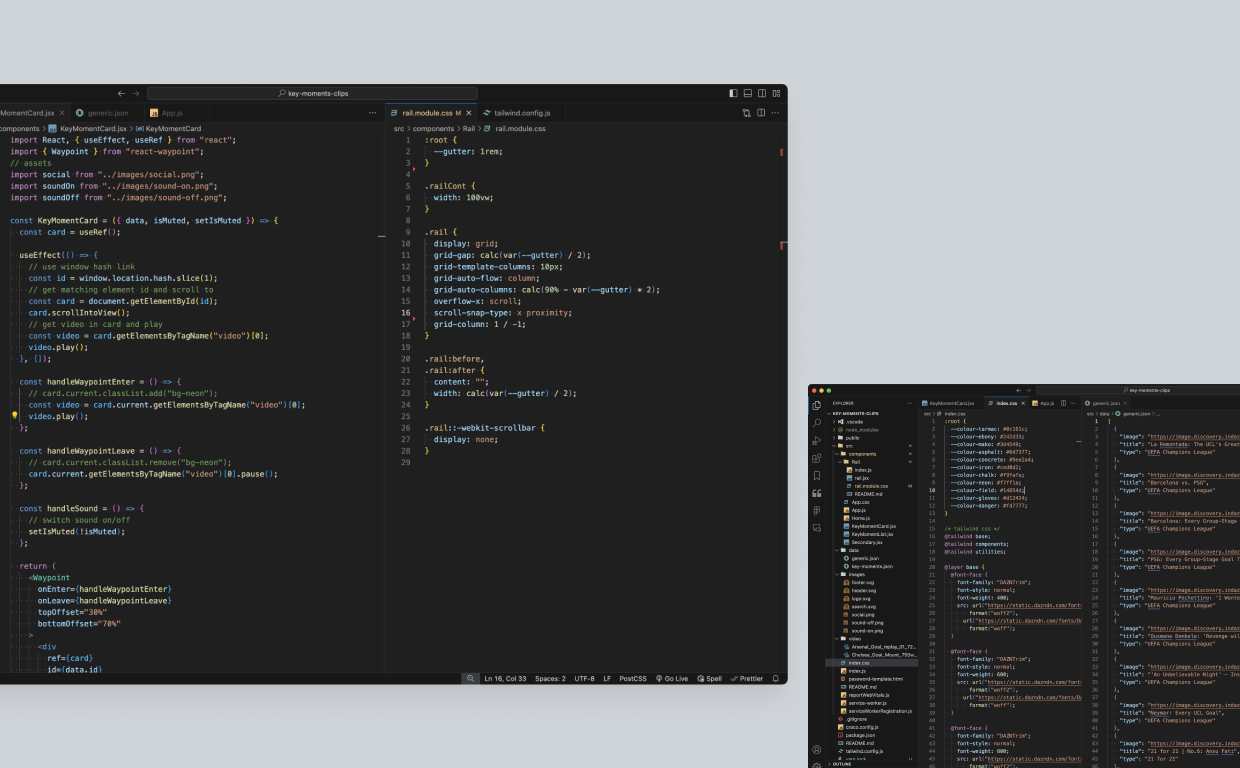 key-moments-clips
MomentCard.jsx
generic.json
App.js
components > KeyMomentCard.jsx > KeyMomentCard
import React, { useEffect, useRef } from "react";
import { Waypoint } from "react-waypoint";
// assets
import social from "../images/social.png";
import soundOn from "../images/sound-on.png";
import soundOff from "../images/sound-off.png";
const KeyMomentCard = ({ data, isMuted, setIsMuted }) => {
const card = useRef();
useEffect(() => {
// use window hash link
const id = window.location.hash.slice(1);
// get matching element id and scroll to
const card = document.getElementById(id);
card.scrollIntoView();
// get video in card and play
const video = card.getElementsByTagName("video")[0];
video.play();
}, []);
const handleWaypointEnter = () => {
// card.current.classList.add("bg-neon");
const video = card.current.getElementsByTagName("video")[0];
video.play();
};
const handleWaypointLeave = () => {
// card.current.classList.remove("bg-neon");
card.current.getElementsByTagName("video")[0].pause();
};
const handleSound = () => {
// switch sound on/off
setIsMuted(!isMuted);
};
return (
<Waypoint
onEnter={handleWaypointEnter}
onLeave={handleWaypointLeave}
topOffset="30%"
bottomOffset="70%"
>
<div
ref={card}
id={data.id}
rail.module.css M
tailwind.config.js
src > components > Rail > rail.module.css
1 :root {
2 --gutter: 1rem;
3 }
4
5 .railCont {
6 width: 100vw;
7 }
8
9 .rail {
10 display: grid;
11 grid-gap: calc(var(--gutter) / 2);
12 grid-template-columns: 10px;
13 grid-auto-flow: column;
14 grid-auto-columns: calc(90% - var(--gutter) * 2);
15 overflow-x: scroll;
16 scroll-snap-type: x proximity;
17 grid-column: 1 / -1;
18 }
19
20 .rail:before,
21 .rail:after {
22 content: "";
23 width: calc(var(--gutter) / 2);
24 }
25
26 .rail::-webkit-scrollbar {
27 display: none;
28 }
29
Ln 16, Col 33 Spaces: 2 UTF-8 LF PostCSS Go Live Spell Prettier
key-moments-clips
EXPLORER
KEY-MOMENTS-CLIPS
.vscode
node_modules
public
src
components
Rail
index.js
rail.jsx
rail.module.css M
README.md
App.css
App.js
Home.js
KeyMomentCard.jsx
KeyMomentList.jsx
Secondary.jsx
data
generic.json
key-moments.json
images
footer.svg
header.svg
logo.svg
search.svg
social.png
sound-off.png
sound-on.png
video
Arsenal_Goal_replay_01_72...
Chelsea_Goal_Mount_750w...
index.css
index.js
password-template.html
README.md
reportWebVitals.js
service-worker.js
serviceWorkerRegistration.js
.gitignore
craco.config.js
package.json
README.md
tailwind.config.js
OUTLINE
KeyMomentCard.jsx
index.css
App.js
src > index.css
:root {
--colour-tarmac: #0c161c;
--colour-ebony: #242d33;
--colour-mako: #3d4549;
--colour-asphalt: #6d7377;
--colour-concrete: #9ea2a4;
--colour-iron: #ced0d2;
--colour-chalk: #f9fafa;
--colour-neon: #f7ff1a;
--colour-field: #14854d;
--colour-gloves: #d12424;
--colour-danger: #fd7777;
}
/* tailwind css */
@tailwind base;
@tailwind components;
@tailwind utilities;
@layer base {
@font-face {
font-family: "DAZNTrim";
font-style: normal;
font-weight: 400;
src: url("https://static.dazndn.com/font
format("woff2"),
url("https://static.dazndn.com/fonts/Da
format("woff");
}
@font-face {
font-family: "DAZNTrim";
font-style: normal;
font-weight: 600;
src: url("https://static.dazndn.com/font
format("woff2"),
url("https://static.dazndn.com/fonts/D
format("woff");
}
@font-face {
font-family: "DAZNTrim";
font-style: normal;
font-weight: 800;
src: url("https://static.dazndn.com/font
format("woff2"),
generic.json
src > data > generic.json > ...
"image": "https://image.discovery.indaz
"title": "La Remontada: The UCL's Great
"type": "UEFA Champions League"
},
{
"image": "https://image.discovery.indaz
"title": "Barcelona vs. PSG",
"type": "UEFA Champions League"
},
{
"image": "https://image.discovery.indaz
"title": "Barcelona: Every Group-Stage
"type": "UEFA Champions League"
},
{
"image": "https://image.discovery.indaz
"title": "PSG: Every Group-Stage Goal T
"type": "UEFA Champions League"
},
{
"image": "https://image.discovery.indaz
"title": "Mauricio Pochettino: 'I Wante
"type": "UEFA Champions League"
},
{
"image": "https://image.discovery.indaz
"title": "Ousmane Dembele: 'Revenge wil
"type": "UEFA Champions League"
},
{
"image": "https://image.discovery.indaz
"title": "'An Unbelievable Night' - Ins
"type": "UEFA Champions League"
},
{
"image": "https://image.discovery.indaz
"title": "Neymar: Every UCL Goal",
"type": "UEFA Champions League"
},
{
"image": "https://image.discovery.indaz
"title": "21 for 21 | No.6: Ansu Fati",
"type": "21 for 21"